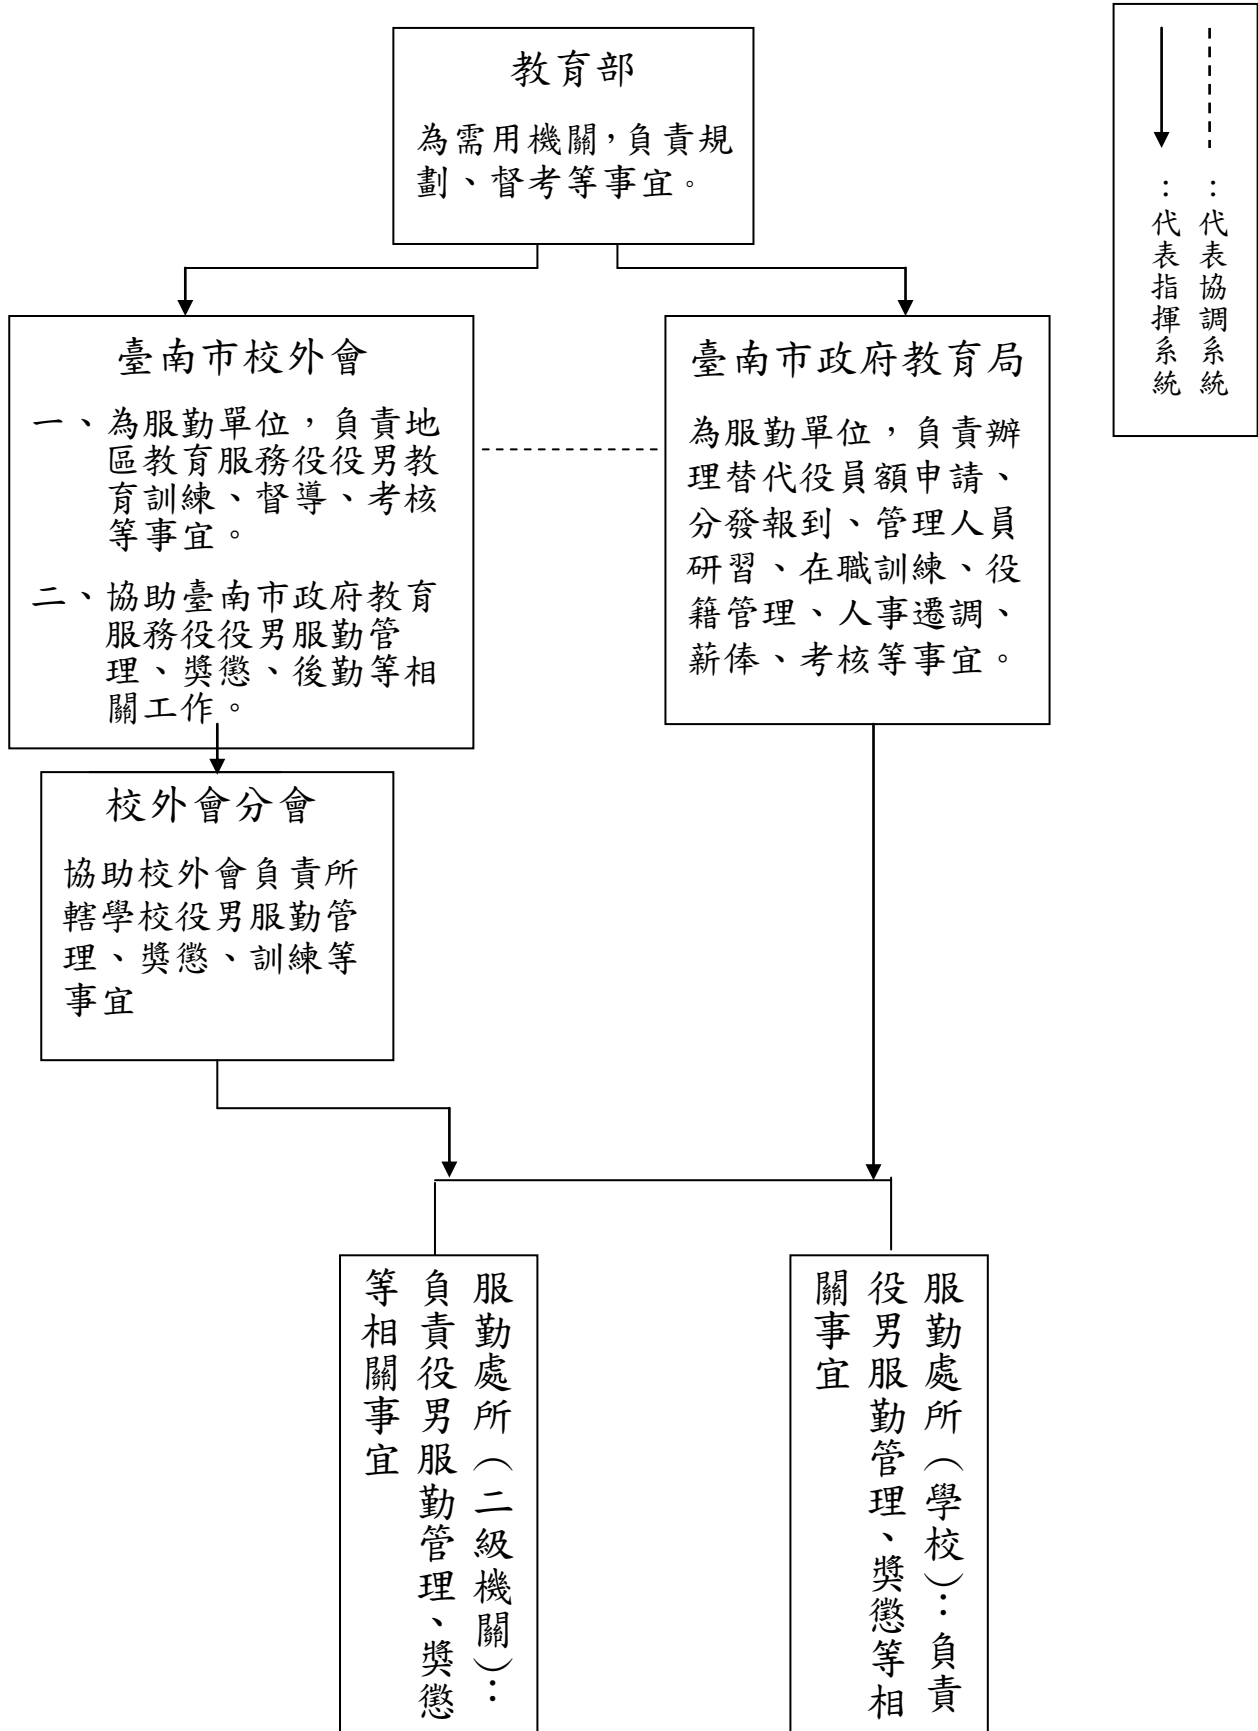 教育部
為需用機關，負責規
劃、督考等事宜。
：代表協調系統
：代表指揮系統
臺南市校外會
一、為服勤單位，負責地
區教育服務役役男教
育訓練、督導、考核
等事宜。
二、協助臺南市政府教育
服務役役男服勤管
理、獎懲、後勤等相
關工作。
臺南市政府教育局
為服勤單位，負責辦
理替代役員額申請、
分發報到、管理人員
研習、在職訓練、役
籍管理、人事遷調、
薪俸、考核等事宜。
校外會分會
協助校外會負責所
轄學校役男服勤管
理、獎懲、訓練等
事宜
服勤處所（二級機關）：
負責役男服勤管理、獎懲
等相關事宜
服勤處所（學校）：負責
役男服勤管理、獎懲等相
關事宜